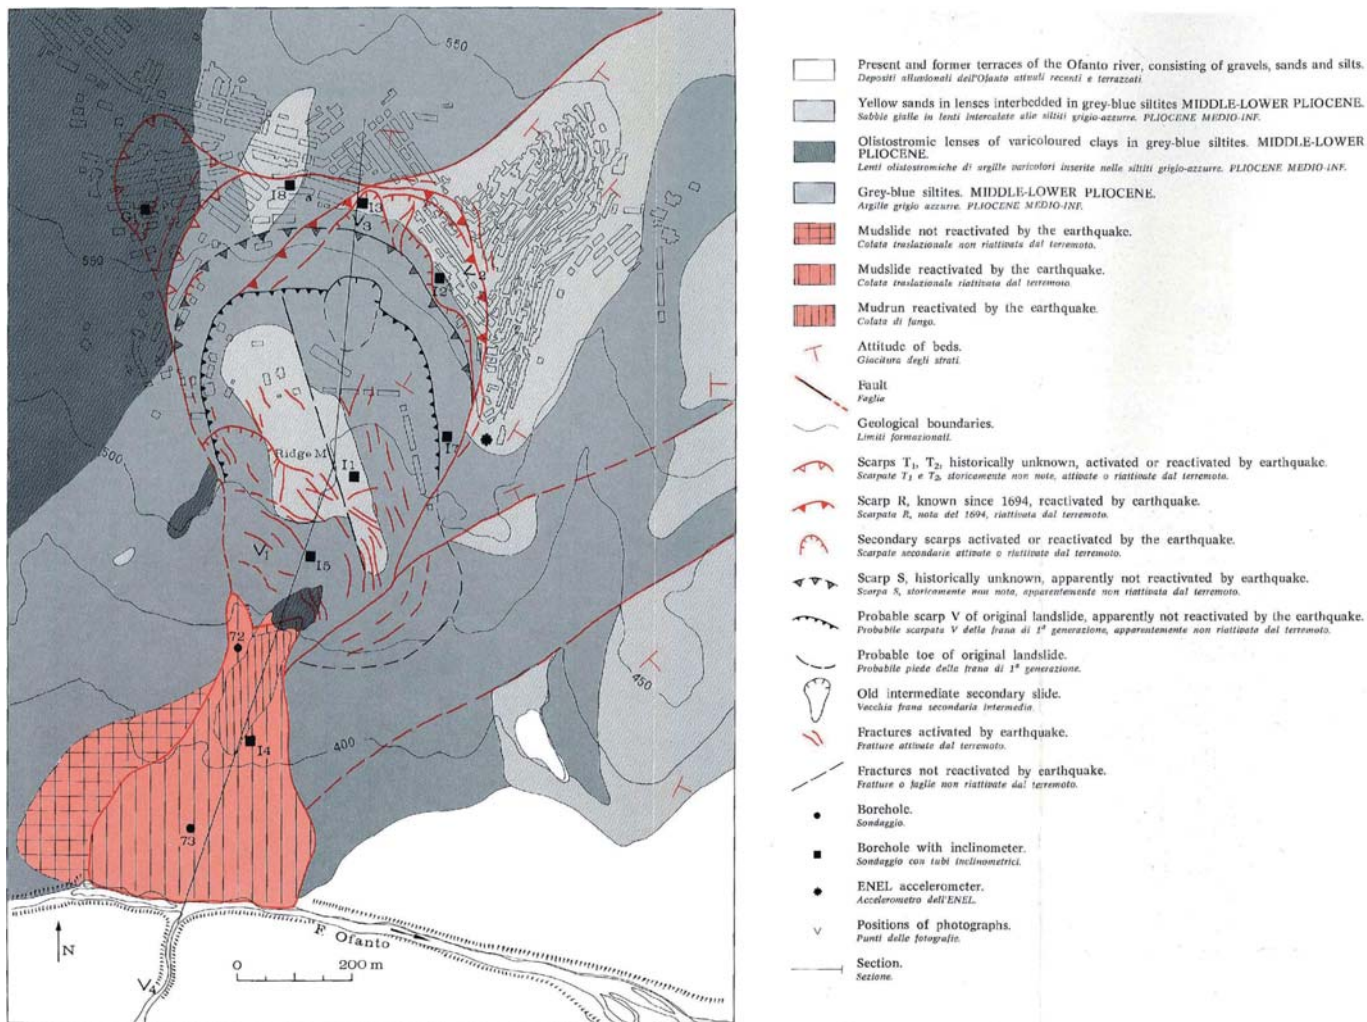 550
I8
a
GI
I3
V3
V2
I2
550
500
I7
Ridge M
I1
V1
I5
72
450
400
I4
73
F. Ofanto
N
0 200 m
V4
Present and former terraces of the Ofanto river, consisting of gravels, sands and silts.
Depositi alluvionali dell'Ofanto attuali recenti e terrazzati.
Yellow sands in lenses interbedded in grey-blue siltites MIDDLE-LOWER PLIOCENE.
Sabbie gialle in lenti intercalate alle siltiti grigio-azzurre. PLIOCENE MEDIO-INF.
Olistostromic lenses of varicoloured clays in grey-blue siltites. MIDDLE-LOWER
PLIOCENE.
Lenti olistostromiche di argille varicolori inserite nelle siltiti grigio-azzurre. PLIOCENE MEDIO-INF.
Grey-blue siltites. MIDDLE-LOWER PLIOCENE.
Argille grigio azzurre. PLIOCENE MEDIO-INF.
Mudslide not reactivated by the earthquake.
Colata traslazionale non riattivata dal terremoto.
Mudslide reactivated by the earthquake.
Colata traslazionale riattivata dal terremoto.
Mudrun reactivated by the earthquake.
Colata di fango.
Attitude of beds.
Giacitura degli strati.
Fault
Faglia
Geological boundaries.
Limiti formazionali.
Scarps T₁, T₂, historically unknown, activated or reactivated by earthquake.
Scarpate T₁ e T₂, storicamente non note, attivate o riattivate dal terremoto.
Scarp R, known since 1694, reactivated by earthquake.
Scarpata R, nota del 1694, riattivata dal terremoto.
Secondary scarps activated or reactivated by the earthquake.
Scarpate secondarie attivate o riattivate dal terremoto.
Scarp S, historically unknown, apparently not reactivated by earthquake.
Scarpa S, storicamente non nota, apparentemente non riattivata dal terremoto.
Probable scarp V of original landslide, apparently not reactivated by the earthquake.
Probabile scarpata V della frana di 1ª generazione, apparentemente non riattivata dal terremoto.
Probable toe of original landslide.
Probabile piede della frana di 1ª generazione.
Old intermediate secondary slide.
Vecchia frana secondaria intermedia.
Fractures activated by earthquake.
Fratture attivate dal terremoto.
Fractures not reactivated by earthquake.
Fratture o faglie non riattivate dal terremoto.
Borehole.
Sondaggio.
Borehole with inclinometer.
Sondaggio con tubi inclinometrici.
ENEL accelerometer.
Accelerometro dell'ENEL.
Positions of photographs.
Punti delle fotografie.
Section.
Sezione.